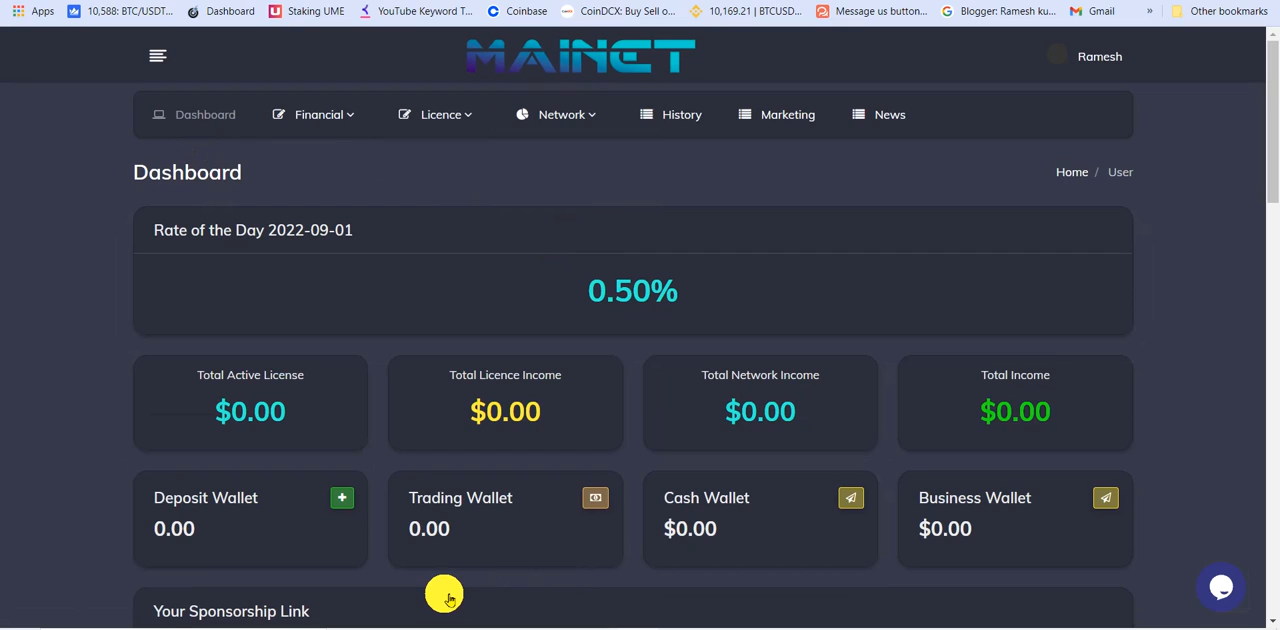 Apps 10,588: BTC/USDT... Dashboard Staking UME YouTube Keyword T... Coinbase CoinDCX: Buy Sell o... 10,169.21 | BTCUSD... Message us button... Blogger: Ramesh ku... Gmail » Other bookmarks
MAINET
Ramesh
Dashboard Financial Licence Network History Marketing News
Dashboard
Home / User
Rate of the Day 2022-09-01
0.50%
Total Active License Total Licence Income Total Network Income Total Income
$0.00 $0.00 $0.00 $0.00
Deposit Wallet Trading Wallet Cash Wallet Business Wallet
0.00 0.00 $0.00 $0.00
Your Sponsorship Link